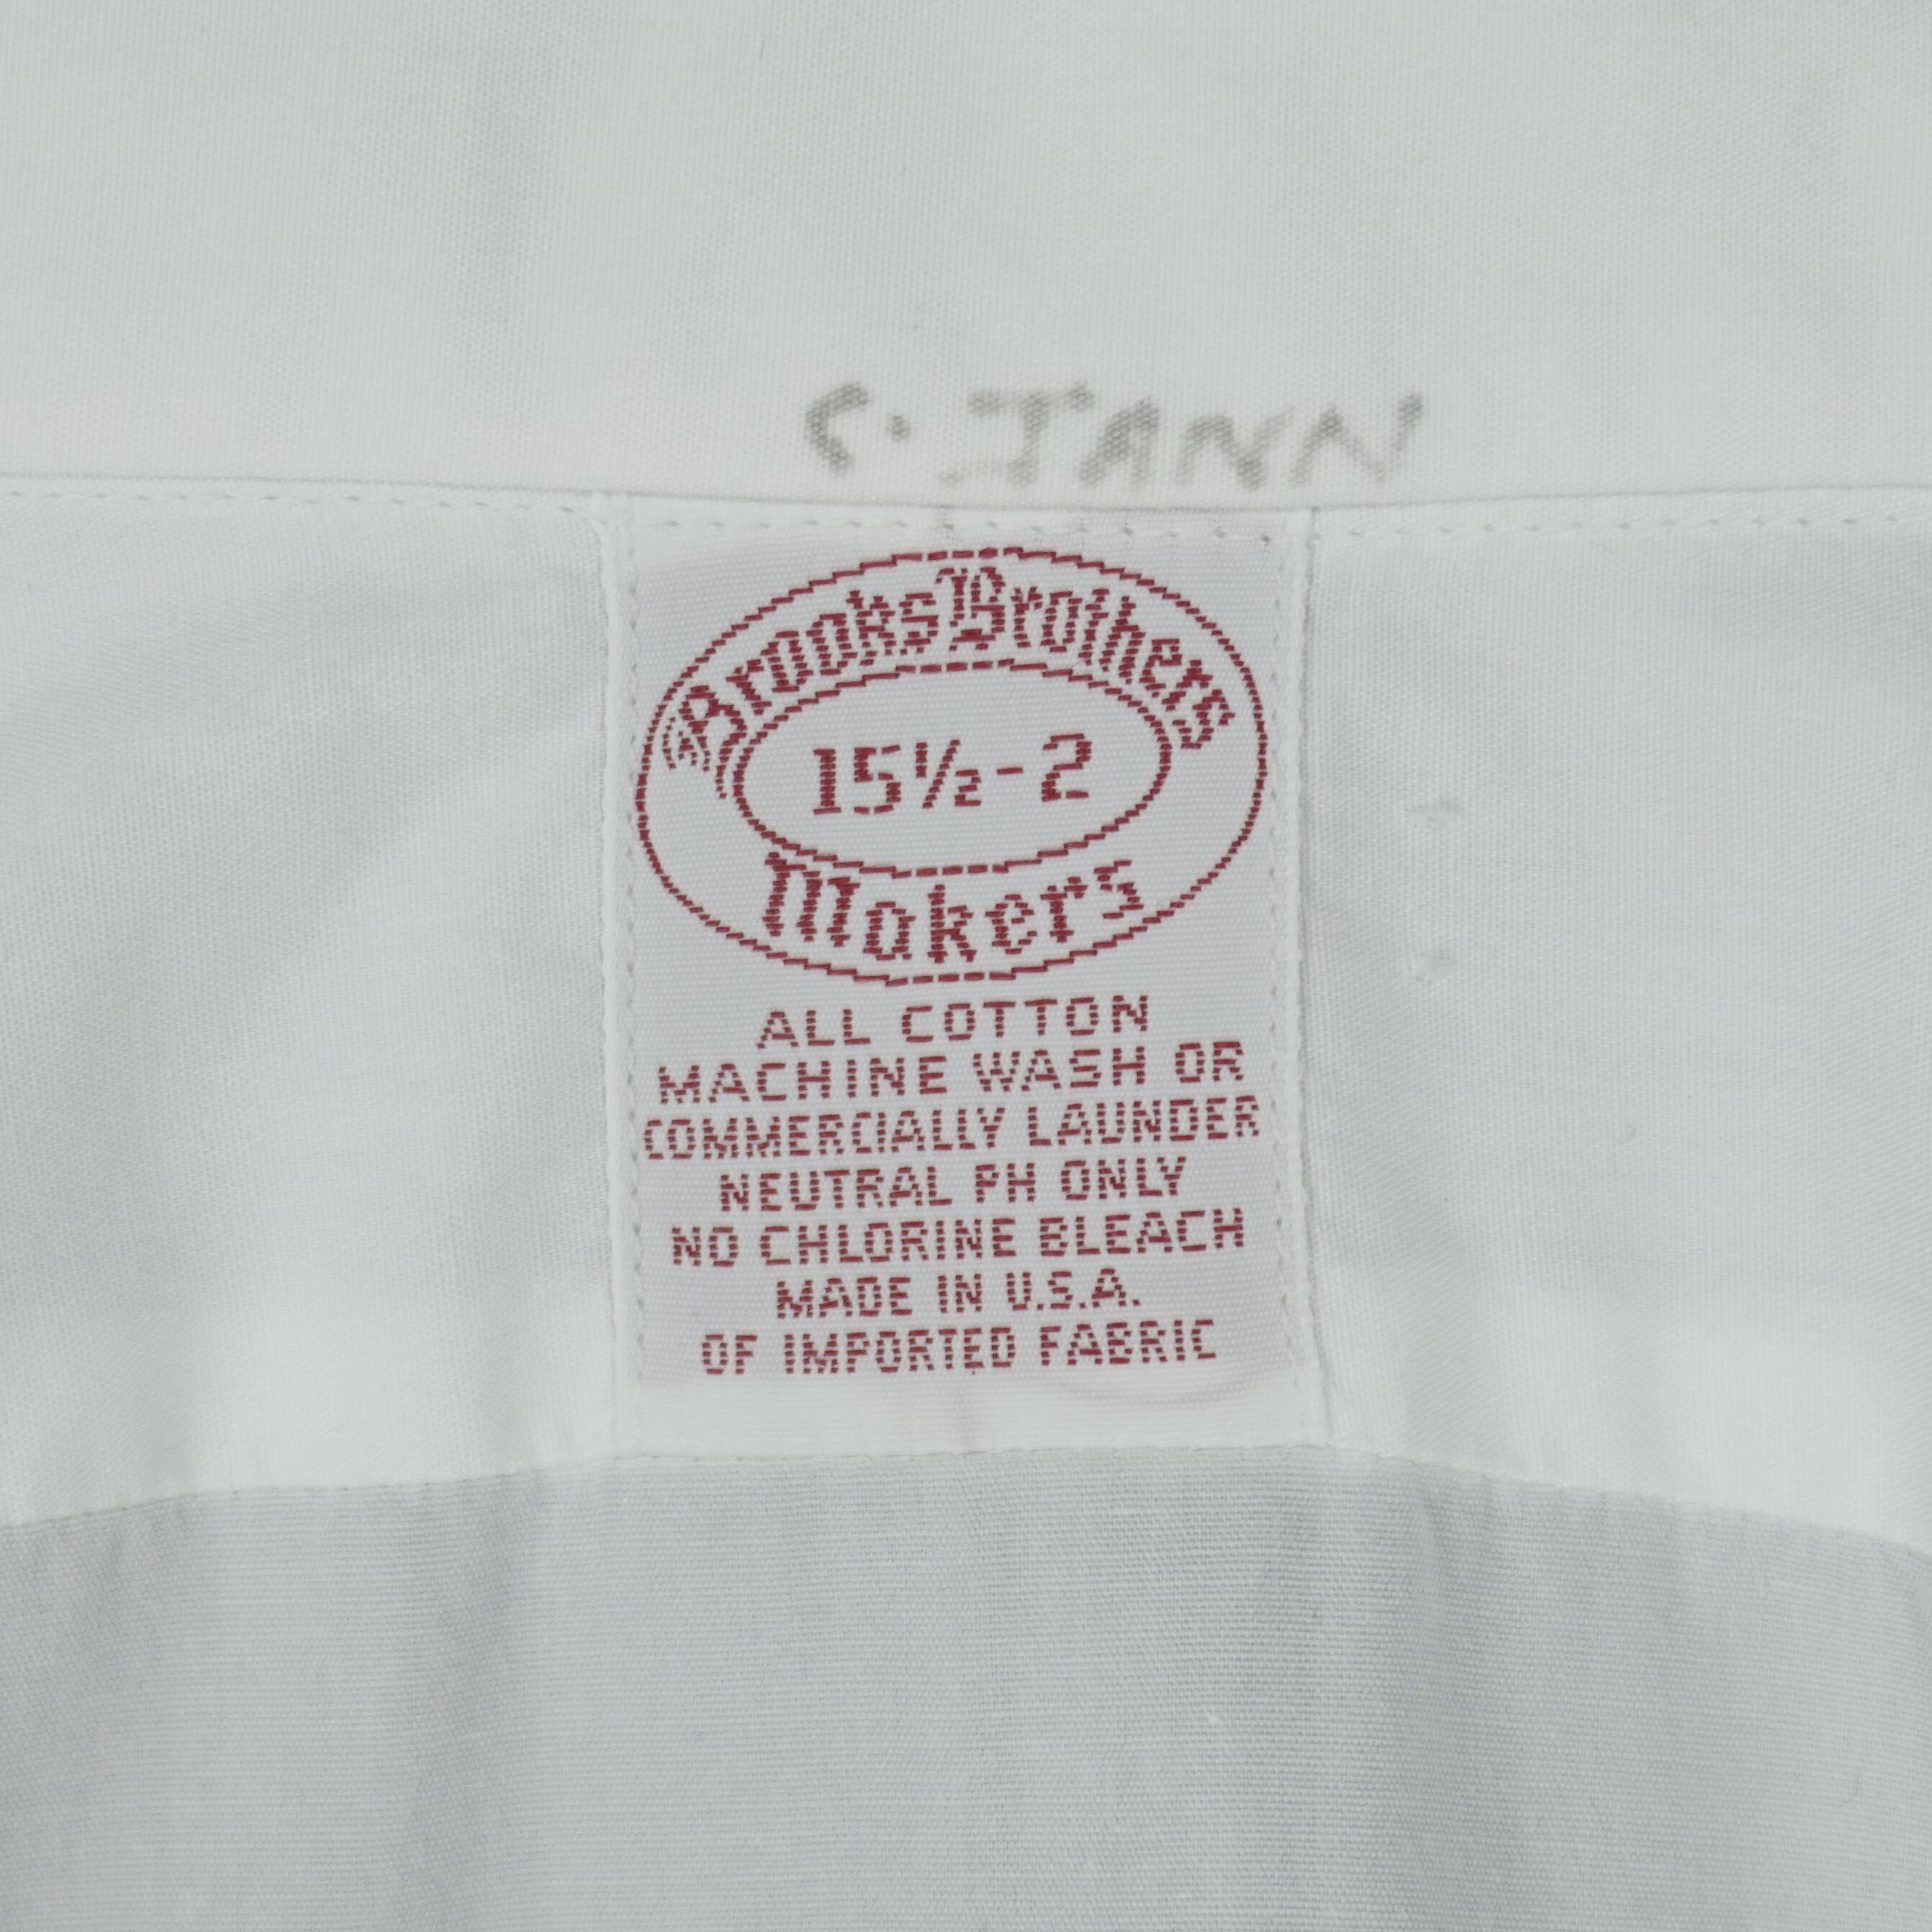 C. JANN
Brooks Brothers
15½-2
Makers
ALL COTTON
MACHINE WASH OR
COMMERCIALLY LAUNDER
NEUTRAL PH ONLY
NO CHLORINE BLEACH
MADE IN U.S.A.
OF IMPORTED FABRIC